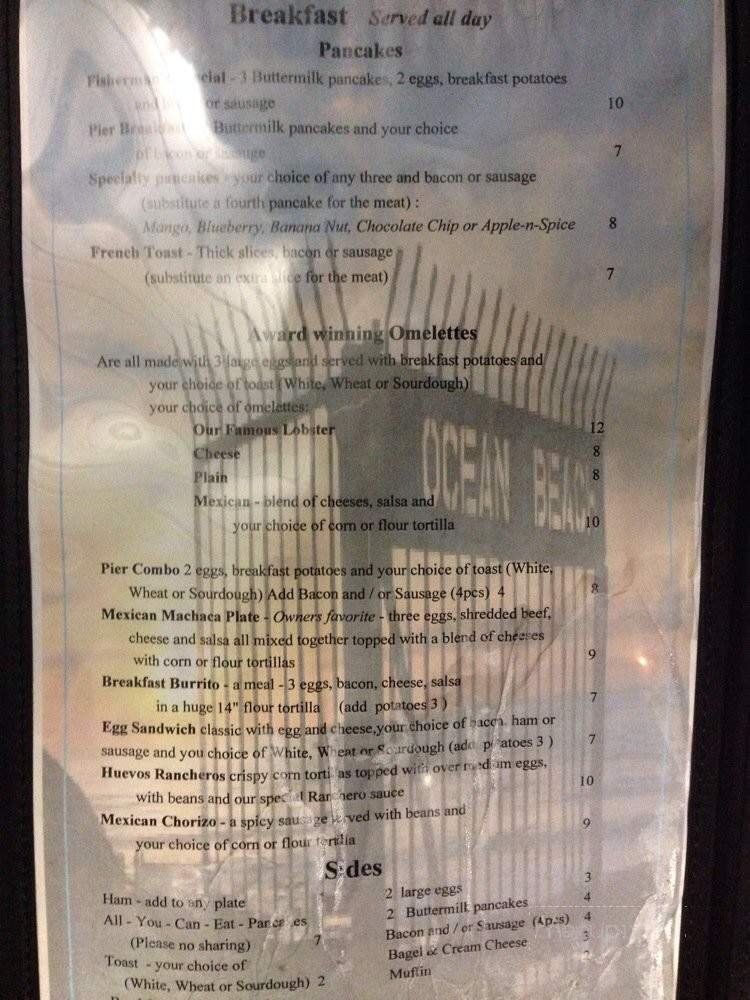 Breakfast Served all day
Pancakes
Fisherman Special - 3 Buttermilk pancakes, 2 eggs, breakfast potatoes
and or sausage 10
Pier Breakfast Buttermilk pancakes and your choice
of bacon or sausage 7
Specialty pancakes - your choice of any three and bacon or sausage
(substitute a fourth pancake for the meat) :
Mango, Blueberry, Banana Nut, Chocolate Chip or Apple-n-Spice 8
French Toast - Thick slices, bacon or sausage
(substitute an extra slice for the meat) 7
Award winning Omelettes
Are all made with 3 large eggs and served with breakfast potatoes and
your choice of toast (White, Wheat or Sourdough)
your choice of omelettes:
Our Famous Lobster 12
Cheese 8
Plain 8
Mexican - blend of cheeses, salsa and
your choice of corn or flour tortilla 10
OCEAN BEACH
Pier Combo 2 eggs, breakfast potatoes and your choice of toast (White,
Wheat or Sourdough) Add Bacon and / or Sausage (4pcs) 4 8
Mexican Machaca Plate - Owners favorite - three eggs, shredded beef,
cheese and salsa all mixed together topped with a blend of cheeses
with corn or flour tortillas 9
Breakfast Burrito - a meal - 3 eggs, bacon, cheese, salsa
in a huge 14" flour tortilla (add potatoes 3 ) 7
Egg Sandwich classic with egg and cheese,your choice of bacon, ham or
sausage and you choice of White, Wheat or Sourdough (add potatoes 3 ) 7
Huevos Rancheros crispy corn tortillas topped with over medium eggs,
with beans and our special Ranchero sauce 10
Mexican Chorizo - a spicy sausage served with beans and
your choice of corn or flour tortilla 9
Sides
Ham - add to any plate
All - You - Can - Eat - Pancakes
(Please no sharing) 7
Toast - your choice of
(White, Wheat or Sourdough) 2
2 large eggs 3
2 Buttermilk pancakes 4
Bacon and / or Sausage (4pcs) 4
Bagel & Cream Cheese 3
Muffin